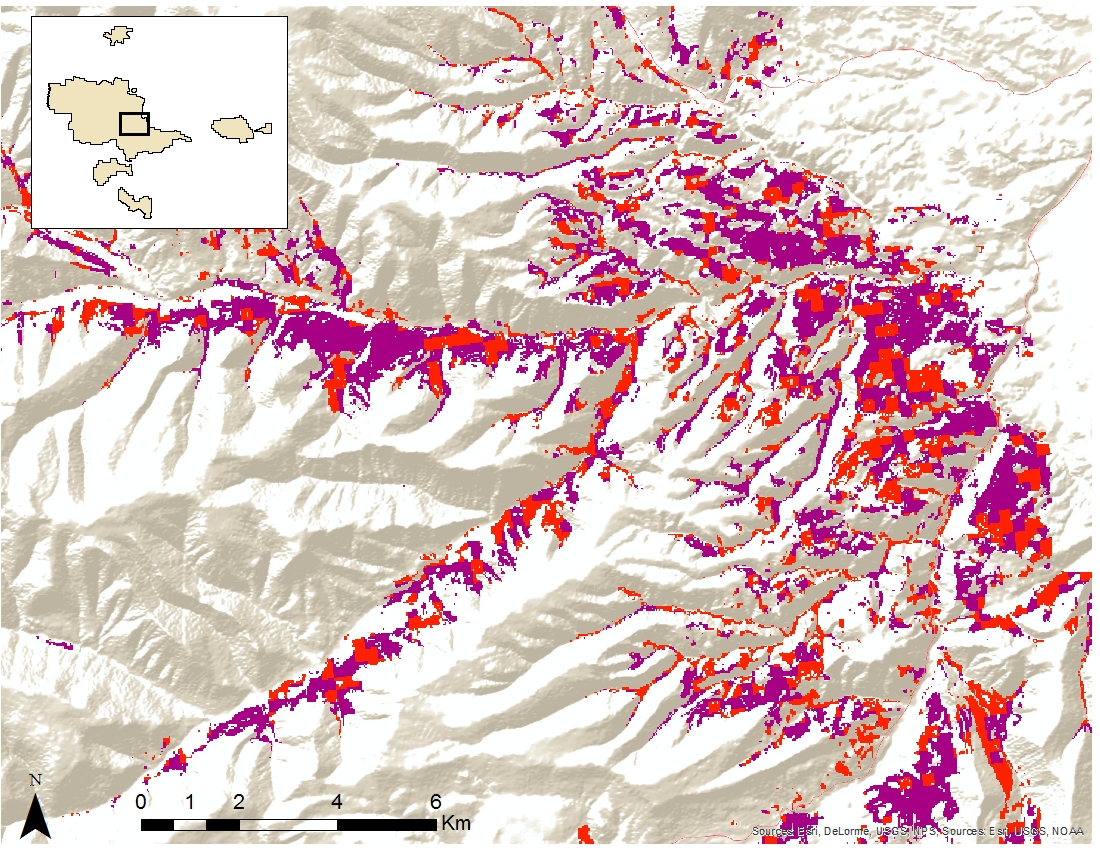 N
0 1 2 4 6
Km
Sources: Esri, DeLorme, USGS, NPS, Sources: Esri, USGS, NOAA